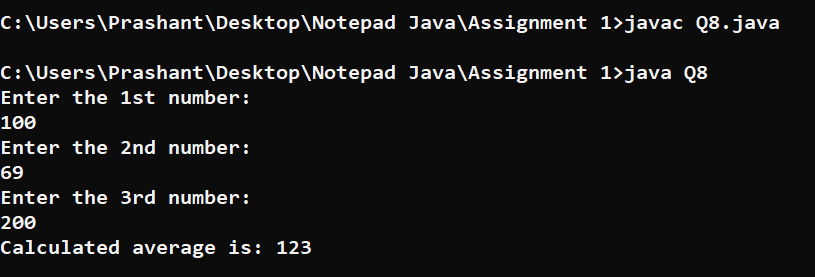 C:\Users\Prashant\Desktop\Notepad Java\Assignment 1>javac Q8.java
C:\Users\Prashant\Desktop\Notepad Java\Assignment 1>java Q8
Enter the 1st number:
100
Enter the 2nd number:
69
Enter the 3rd number:
200
Calculated average is: 123